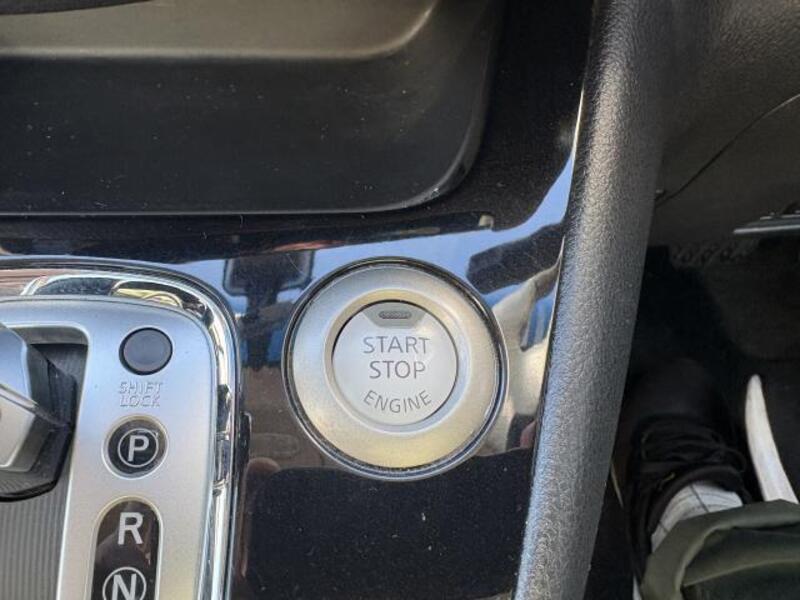 START
STOP
ENGINE
SHIFT
LOCK
P
R
N